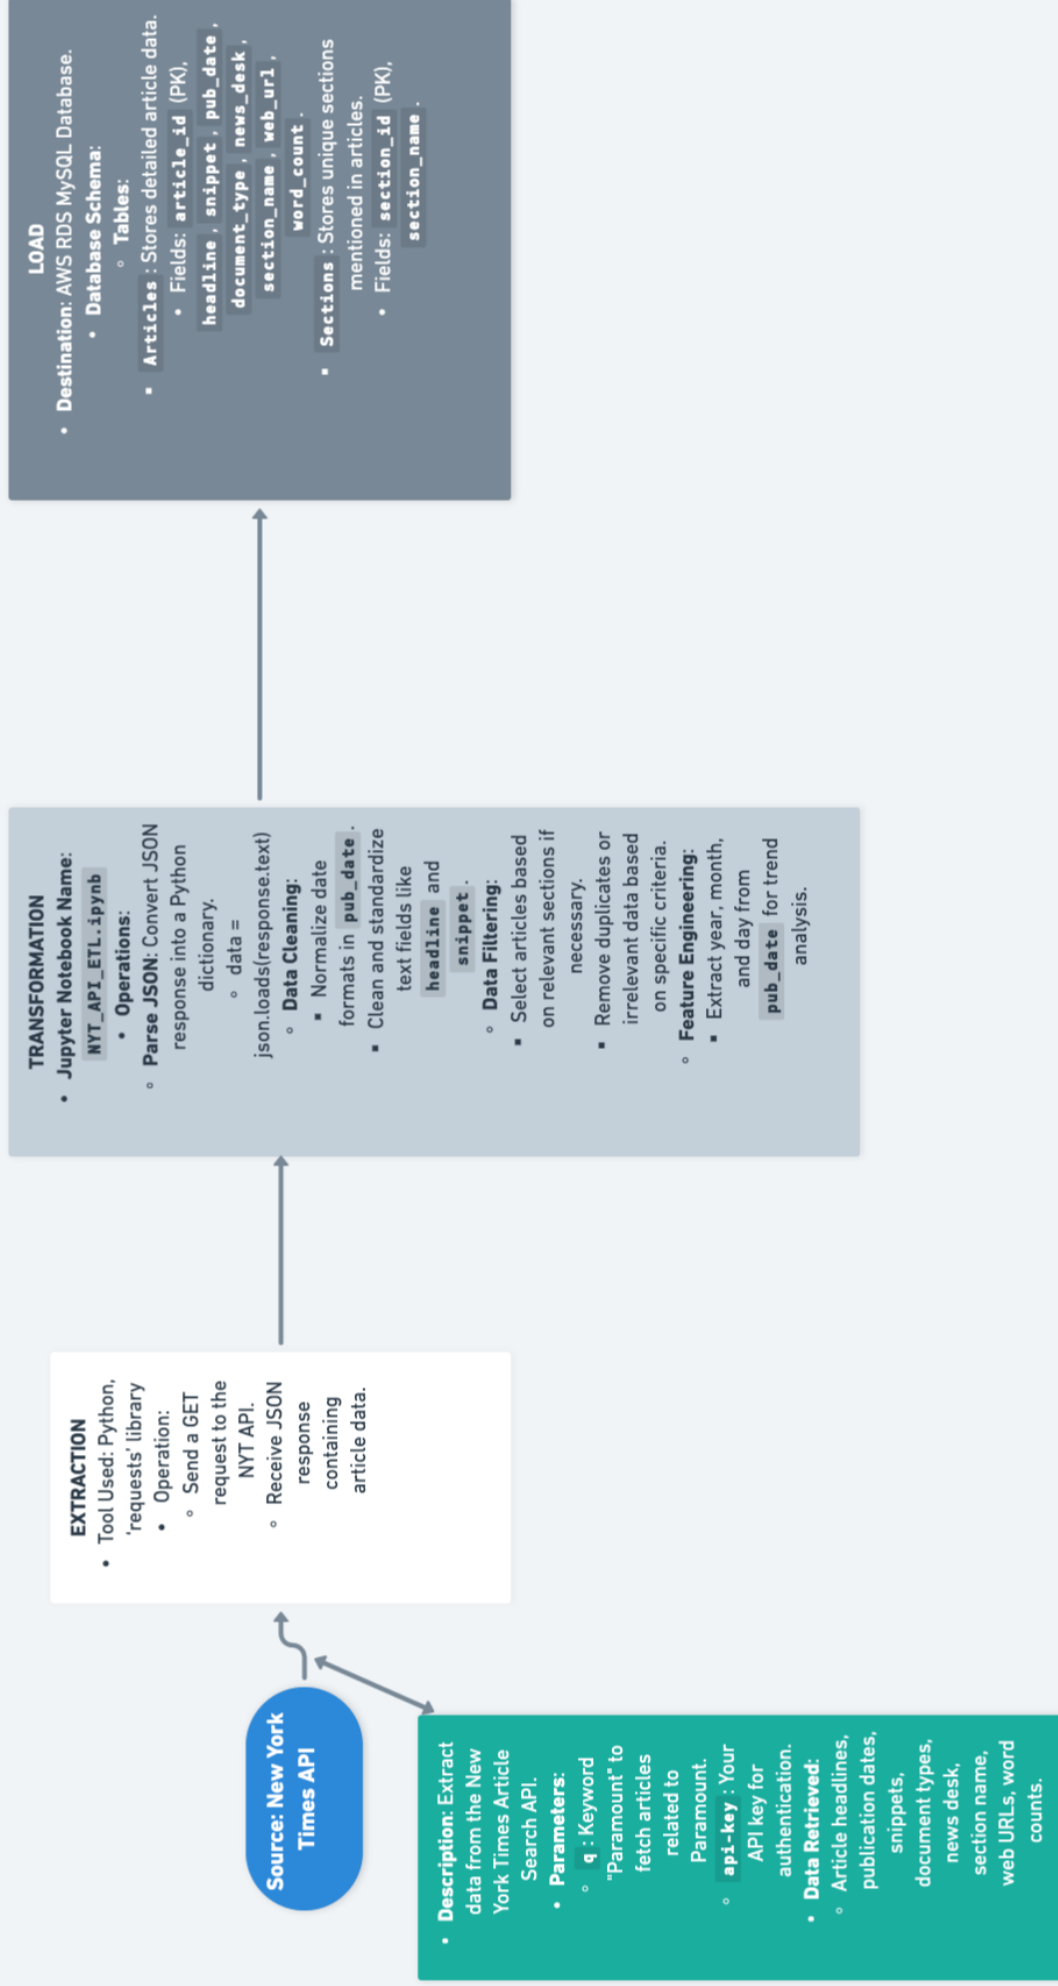 Source: New York
Times API
• Description: Extract
data from the New
York Times Article
Search API.
• Parameters:
◦ q : Keyword
"Paramount" to
fetch articles
related to
Paramount.
◦ api-key : Your
API key for
authentication.
• Data Retrieved:
◦ Article headlines,
publication dates,
snippets,
document types,
news desk,
section name,
web URLs, word
counts.
EXTRACTION
• Tool Used: Python,
'requests' library
• Operation:
◦ Send a GET
request to the
NYT API.
◦ Receive JSON
response
containing
article data.
TRANSFORMATION
• Jupyter Notebook Name:
NYT_API_ETL.ipynb
• Operations:
◦ Parse JSON: Convert JSON
response into a Python
dictionary.
◦ data =
json.loads(response.text)
◦ Data Cleaning:
▪ Normalize date
formats in pub_date .
▪ Clean and standardize
text fields like
headline and
snippet .
◦ Data Filtering:
▪ Select articles based
on relevant sections if
necessary.
▪ Remove duplicates or
irrelevant data based
on specific criteria.
◦ Feature Engineering:
▪ Extract year, month,
and day from
pub_date for trend
analysis.
LOAD
• Destination: AWS RDS MySQL Database.
• Database Schema:
◦ Tables:
▪ Articles : Stores detailed article data.
• Fields: article_id (PK),
headline , snippet , pub_date ,
document_type , news_desk ,
section_name , web_url ,
word_count .
▪ Sections : Stores unique sections
mentioned in articles.
• Fields: section_id (PK),
section_name .